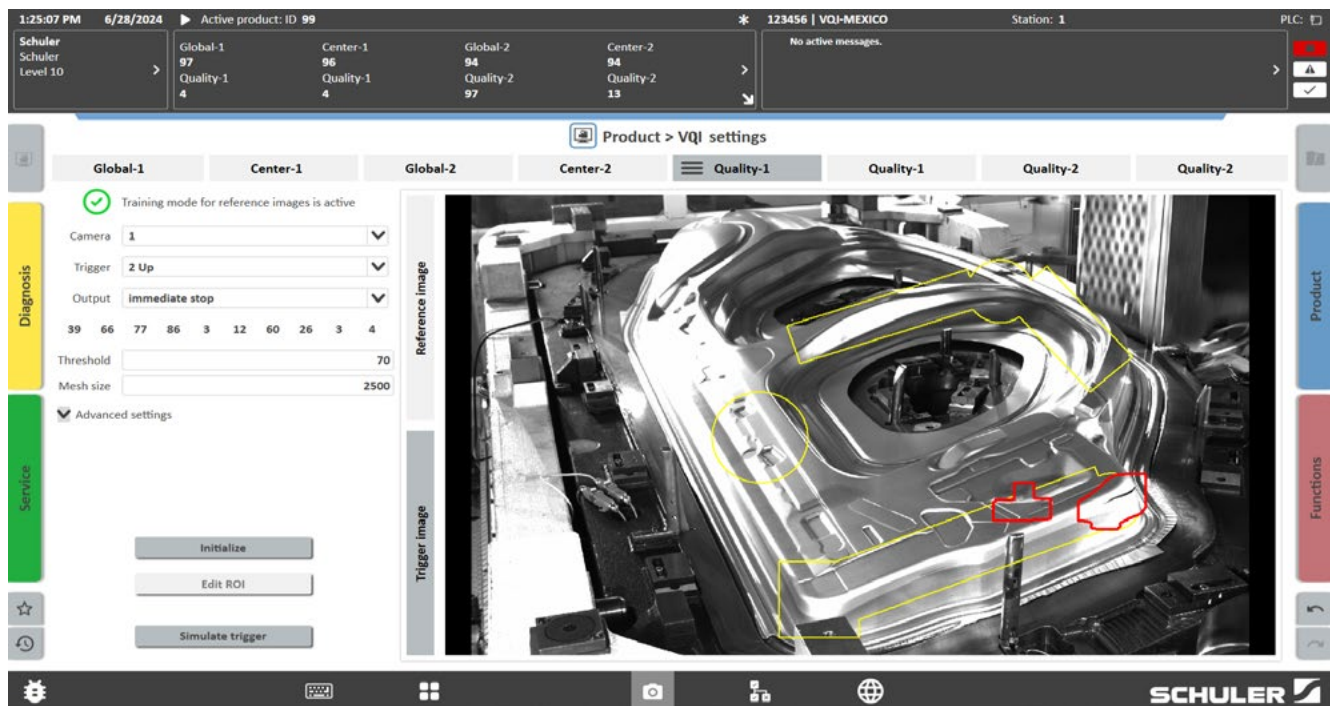 1:25:07 PM 6/28/2024 Active product: ID 99 * 123456 | VQI-MEXICO Station: 1 PLC:
Schuler
Schuler
Level 10
Global-1 Center-1 Global-2 Center-2
97 96 94 94
Quality-1 Quality-1 Quality-2 Quality-2
4 4 97 13
No active messages.
Product > VQI settings
Global-1 Center-1 Global-2 Center-2 Quality-1 Quality-1 Quality-2 Quality-2
Training mode for reference images is active
Camera 1
Trigger 2 Up
Output immediate stop
39 66 77 86 3 12 60 26 3 4
Threshold 70
Mesh size 2500
Advanced settings
Initialize
Edit ROI
Simulate trigger
Reference image
Trigger image
Diagnosis
Service
Product
Functions
SCHULER